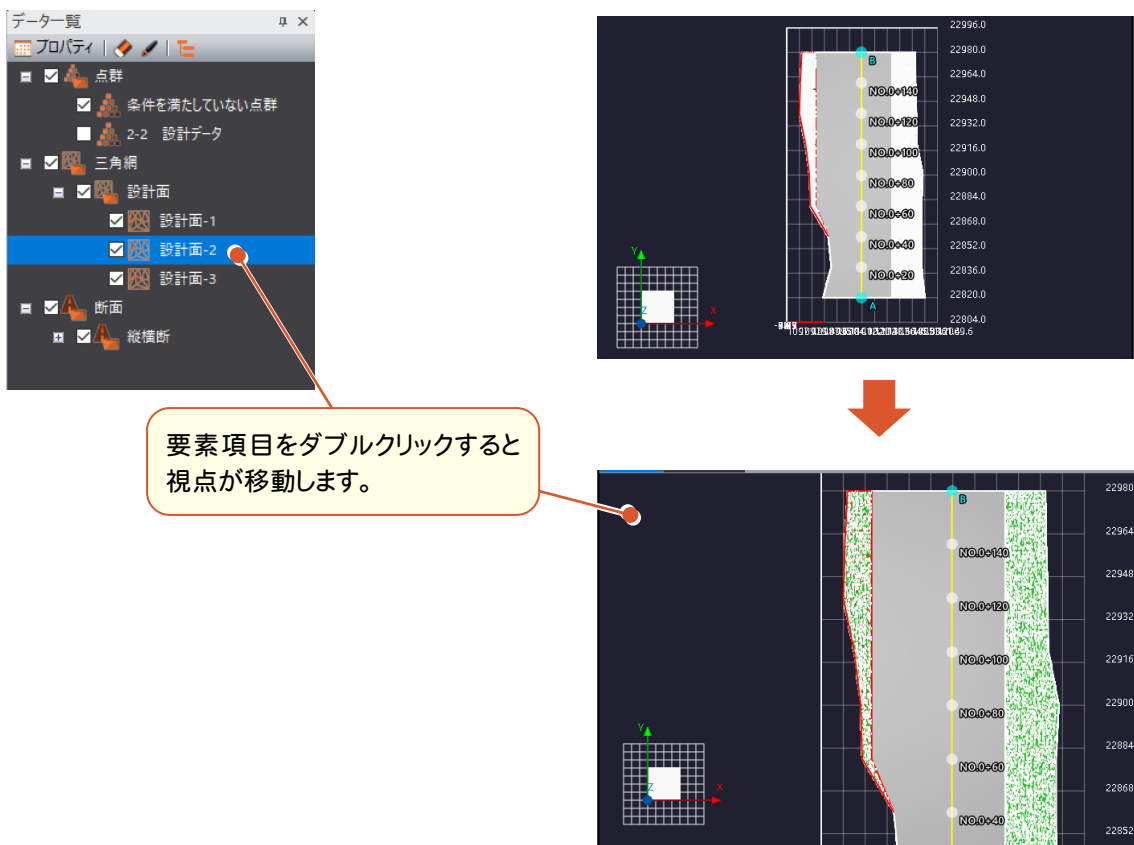 データ一覧
プロパティ
点群
条件を満たしていない点群
2-2 設計データ
三角網
設計面
設計面-1
設計面-2
設計面-3
断面
縦横断
要素項目をダブルクリックすると
視点が移動します。
22996.0
22980.0
22964.0
22948.0
22932.0
22916.0
22900.0
22884.0
22868.0
22852.0
22836.0
22820.0
22804.0
B
NO.0+140
NO.0+120
NO.0+100
NO.0+80
NO.0+60
NO.0+40
NO.0+20
A
Y
Z
X
22980
22964
22948
22932
22916
22900
22884
22868
22852
B
NO.0+140
NO.0+120
NO.0+100
NO.0+80
NO.0+60
NO.0+40
Y
Z
X